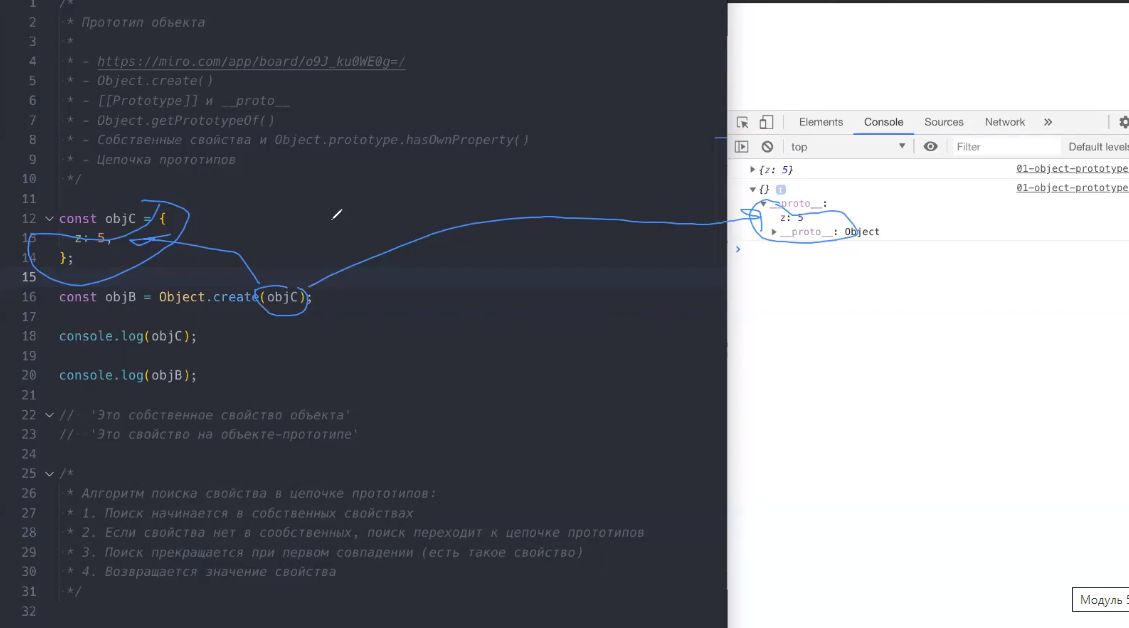 1 /*
2 * Прототип объекта
3 *
4 * - https://miro.com/app/board/o9J_ku0WE0g=/
5 * - Object.create()
6 * - [[Prototype]] и __proto__
7 * - Object.getPrototypeOf()
8 * - Собственные свойства и Object.prototype.hasOwnProperty()
9 * - Цепочка прототипов
10 */
11
12 const objC = {
13 z: 5,
14 };
15
16 const objB = Object.create(objC);
17
18 console.log(objC);
19
20 console.log(objB);
21
22 // 'Это собственное свойство объекта'
23 // 'Это свойство на объекте-прототипе'
24
25 /*
26 * Алгоритм поиска свойства в цепочке прототипов:
27 * 1. Поиск начинается в собственных свойствах
28 * 2. Если свойства нет в сообственных, поиск переходит к цепочке прототипов
29 * 3. Поиск прекращается при первом совпадении (есть такое свойство)
30 * 4. Возвращается значение свойства
31 */
32
Elements Console Sources Network »
top Filter Default levels
{z: 5} 01-object-prototype
{} i 01-object-prototype
__proto__:
z: 5
__proto__: Object
Модуль 5